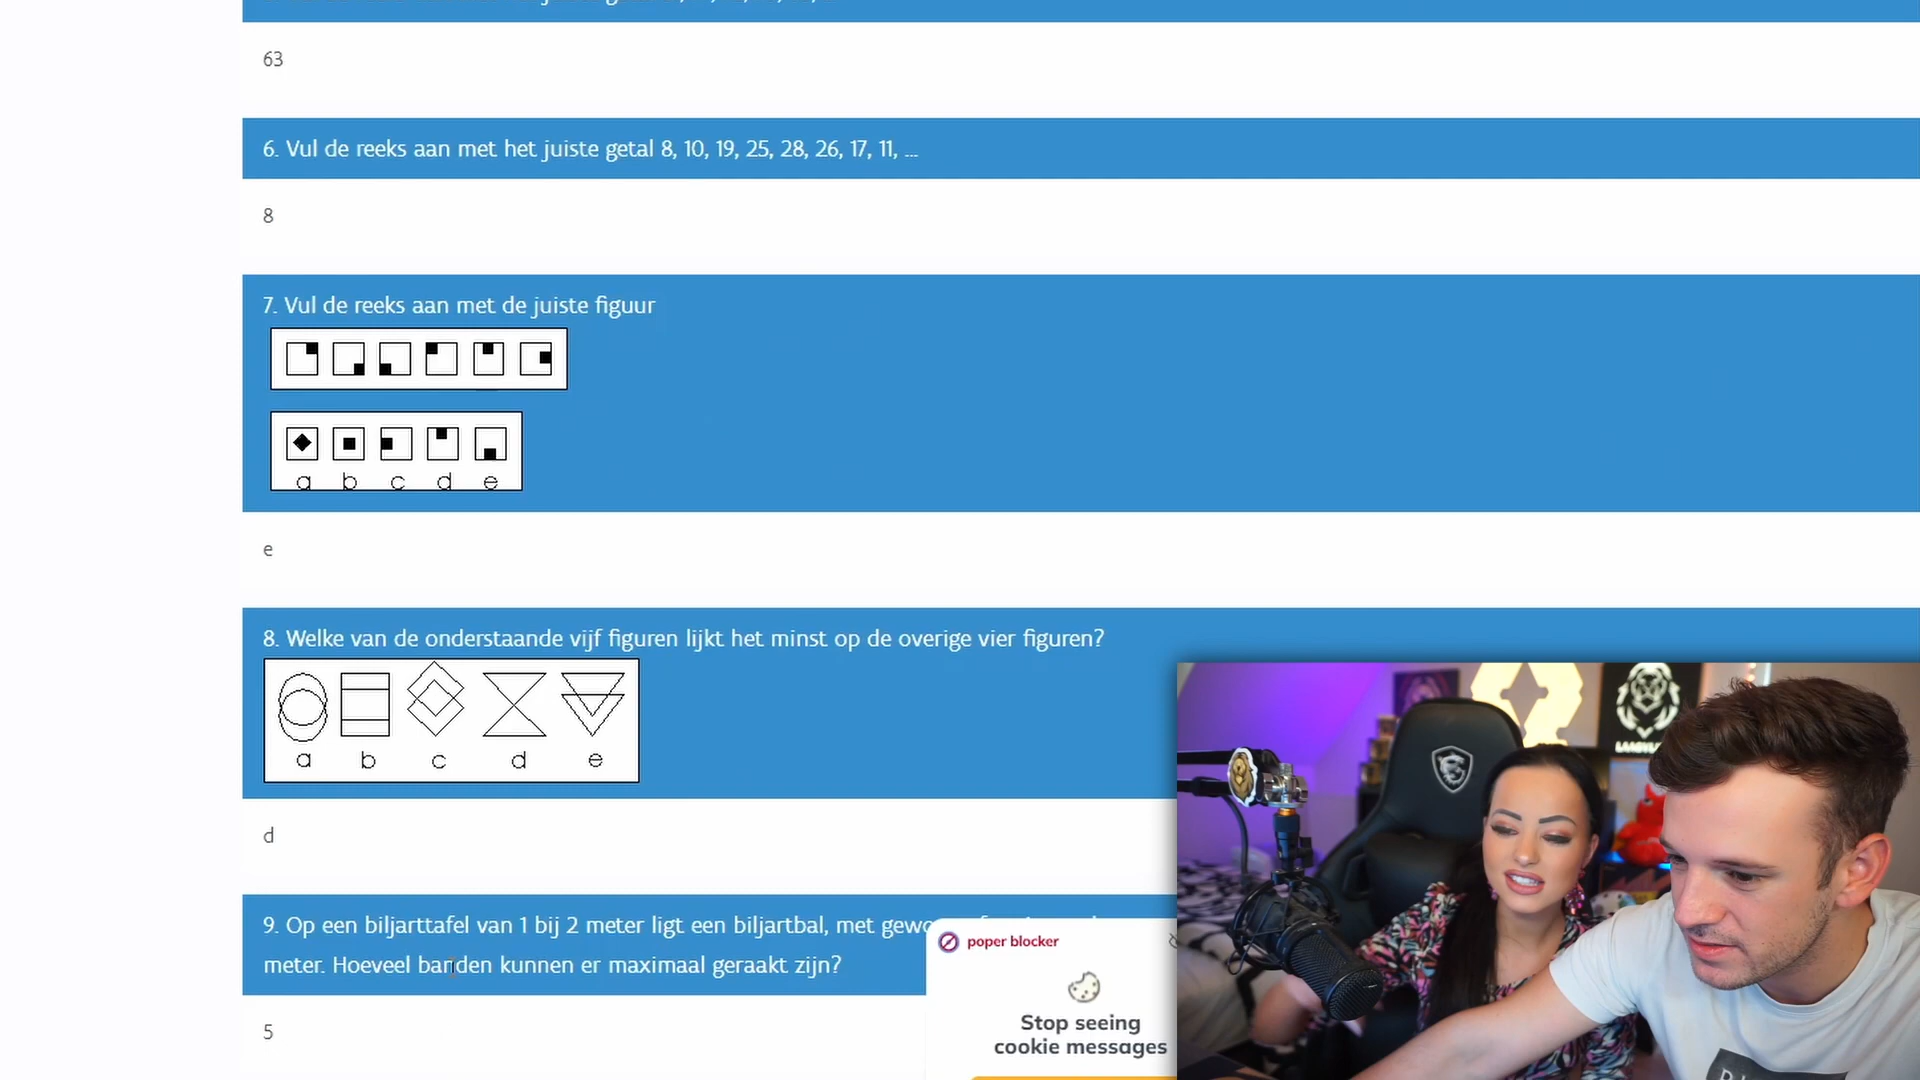 63
6. Vul de reeks aan met het juiste getal 8, 10, 19, 25, 28, 26, 17, 11, ...
8
7. Vul de reeks aan met de juiste figuur
a b c d e
e
8. Welke van de onderstaande vijf figuren lijkt het minst op de overige vier figuren?
a b c d e
d
9. Op een biljarttafel van 1 bij 2 meter ligt een biljartbal, met
meter. Hoeveel banden kunnen er maximaal geraakt zijn?
5
poper blocker
Stop seeing
cookie messages